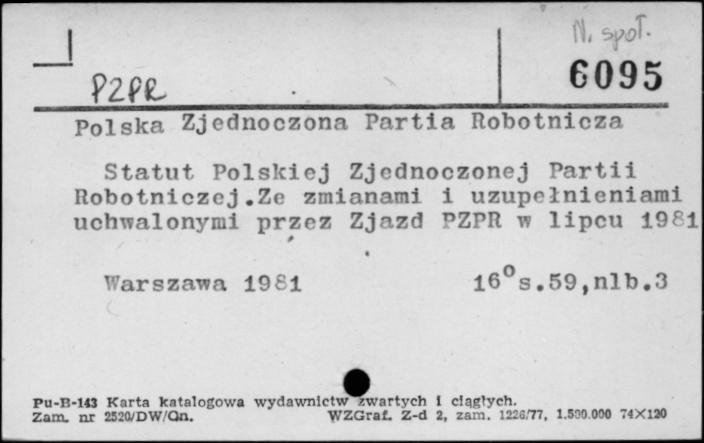 N. społ.
6095
PZPR
Polska Zjednoczona Partia Robotnicza
Statut Polskiej Zjednoczonej Partii
Robotniczej.Ze zmianami i uzupełnieniami
uchwalonymi przez Zjazd PZPR w lipcu 1981
Warszawa 1981 16° s.59,nlb.3
Pu-B-143 Karta katalogowa wydawnictw zwartych i ciągłych.
Zam. nr 2520/DW/Qn. WZGraf. Z-d 2, zam. 1226/77, 1.500.000 74×120